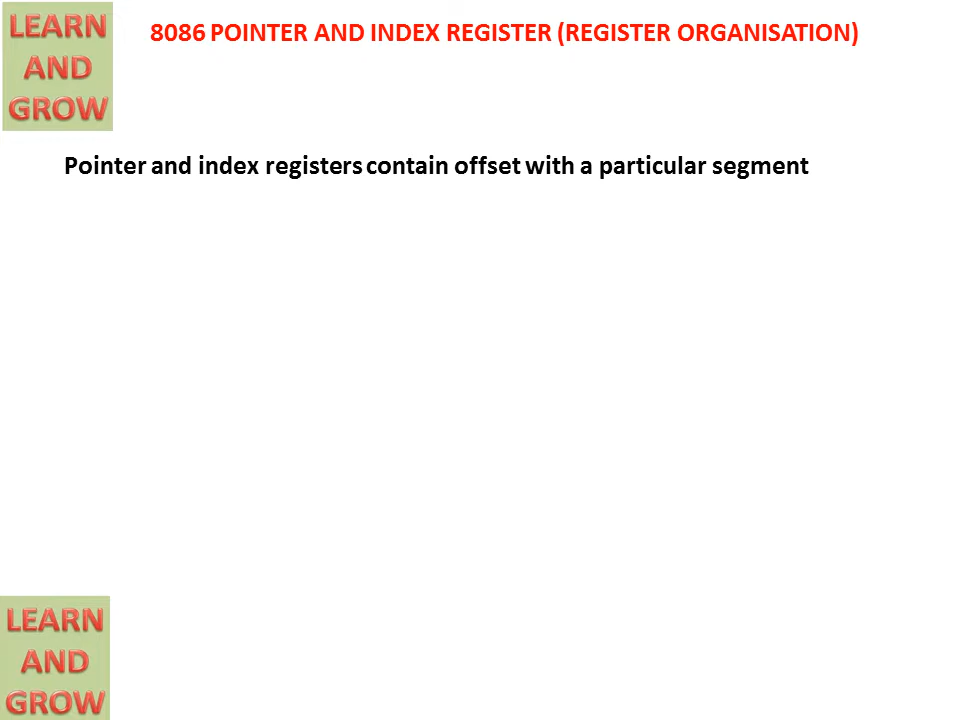 LEARN
AND
GROW
8086 POINTER AND INDEX REGISTER (REGISTER ORGANISATION)
Pointer and index registers contain offset with a particular segment
LEARN
AND
GROW